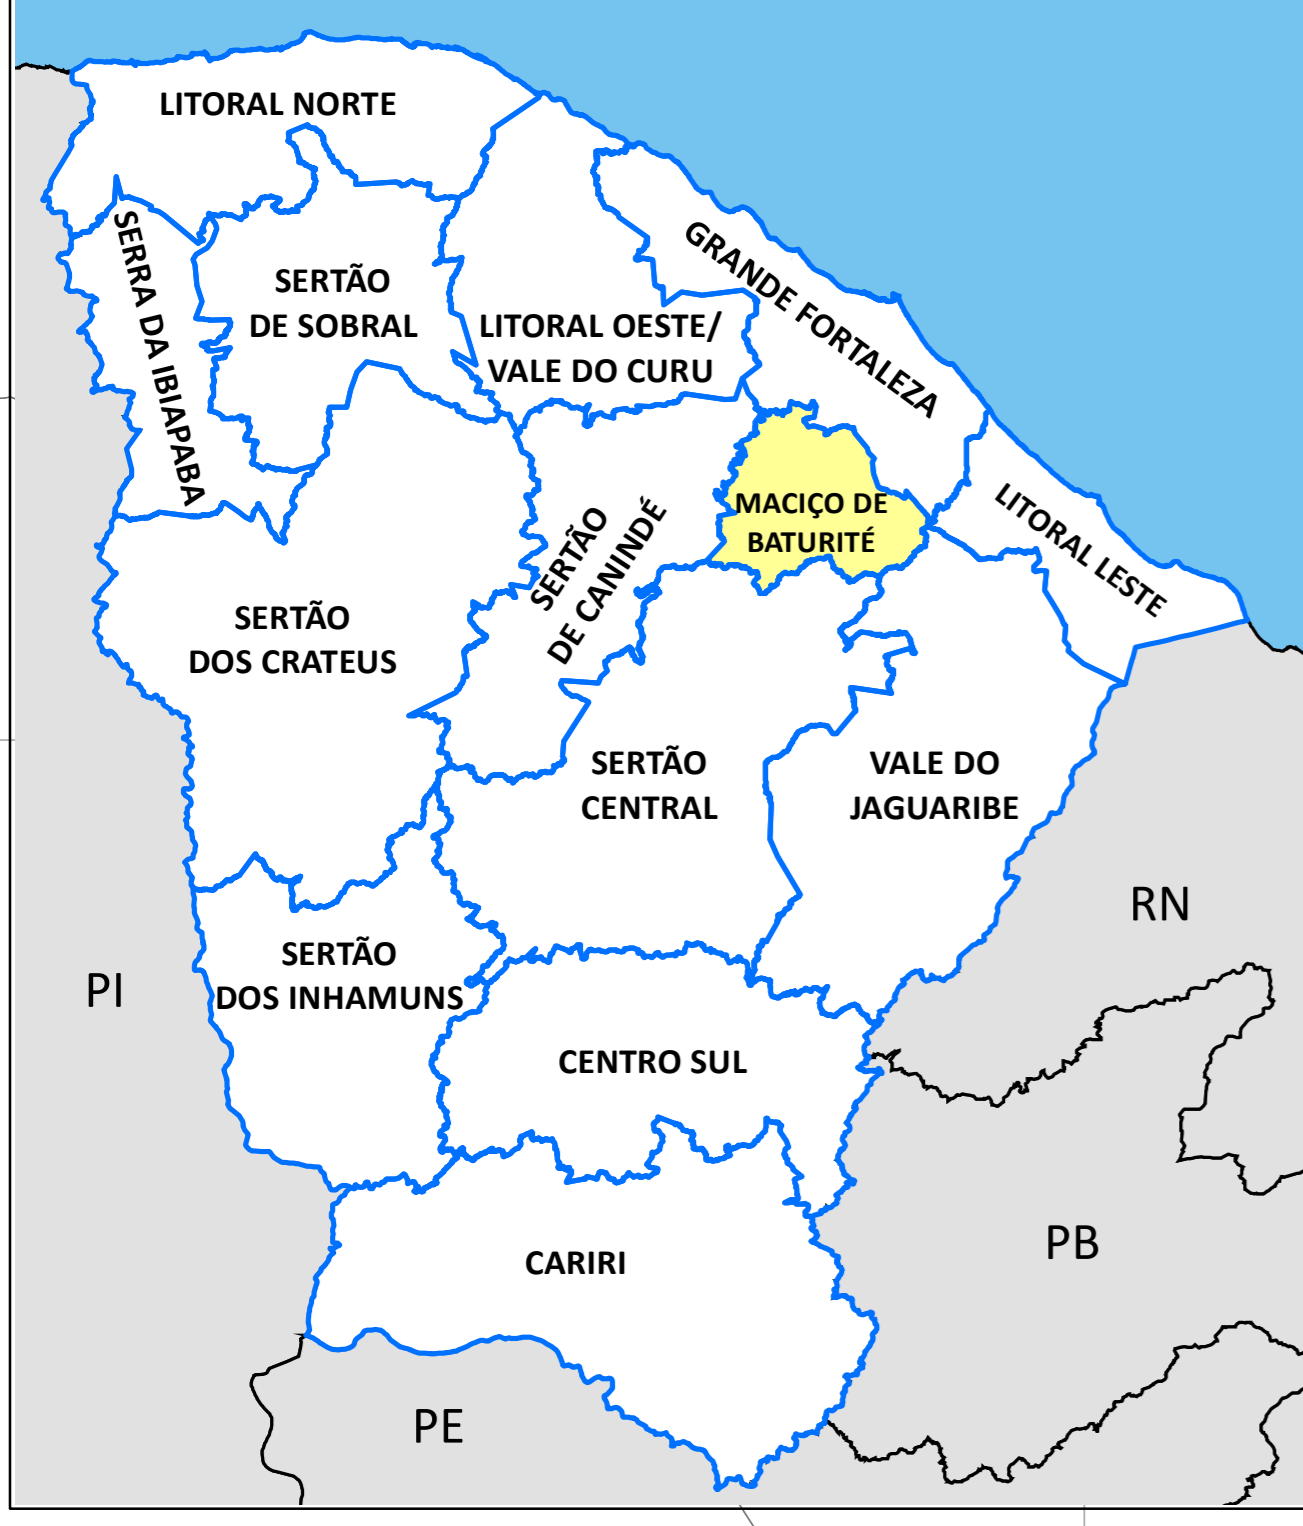 LITORAL NORTE
SERRA DA IBIAPABA
SERTÃO
DE SOBRAL
LITORAL OESTE/
VALE DO CURU
GRANDE FORTALEZA
MACIÇO DE
BATURITÉ
LITORAL LESTE
SERTÃO
DE CANINDÉ
SERTÃO
DOS CRATEUS
SERTÃO
CENTRAL
VALE DO
JAGUARIBE
RN
SERTÃO
DOS INHAMUNS
PI
CENTRO SUL
PB
CARIRI
PE